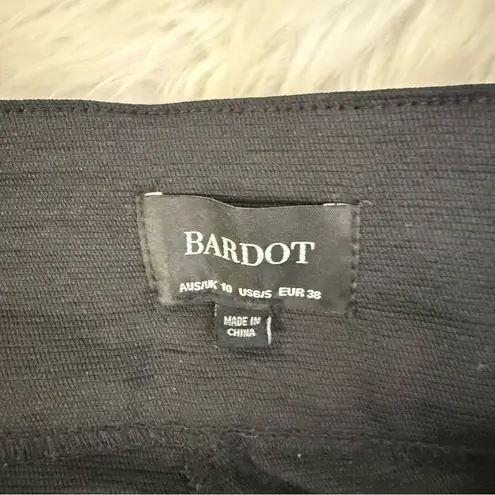 BARDOT
AUS/UK 10 US6/S EUR 38
MADE IN
CHINA